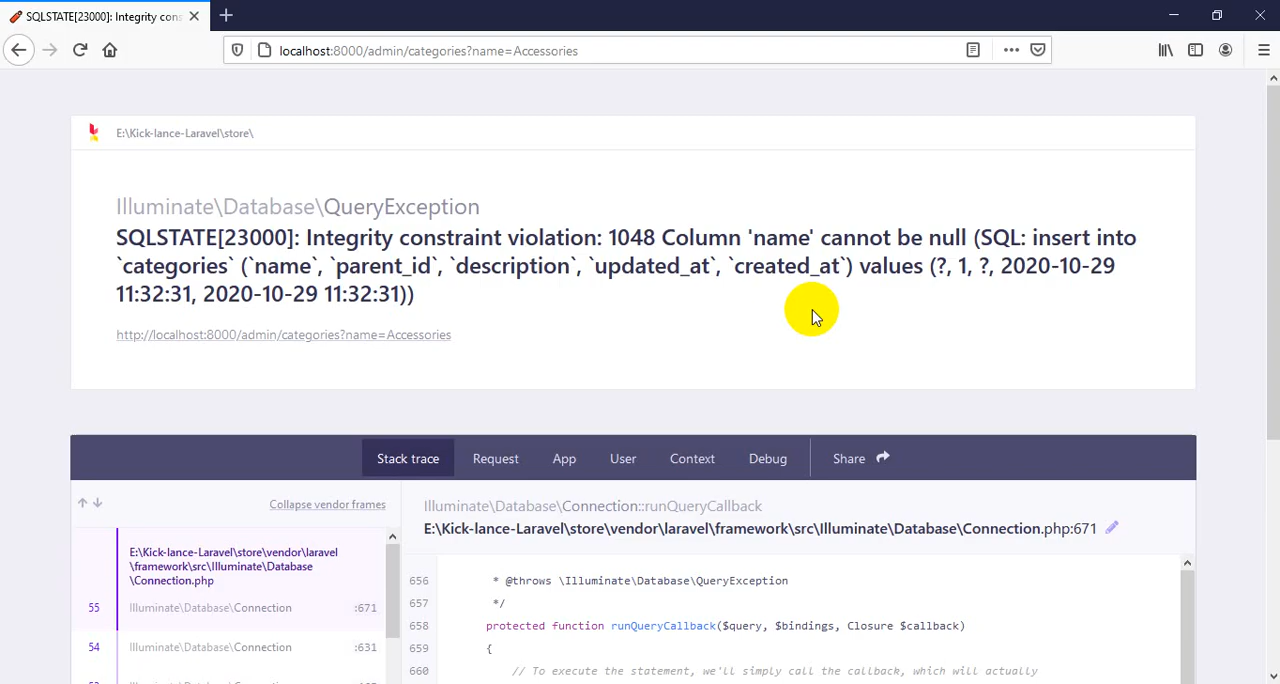 SQLSTATE[23000]: Integrity cons
localhost:8000/admin/categories?name=Accessories
E:\Kick-lance-Laravel\store\
Illuminate\Database\QueryException
SQLSTATE[23000]: Integrity constraint violation: 1048 Column 'name' cannot be null (SQL: insert into
`categories` (`name`, `parent_id`, `description`, `updated_at`, `created_at`) values (?, 1, ?, 2020-10-29
11:32:31, 2020-10-29 11:32:31))
http://localhost:8000/admin/categories?name=Accessories
Stack trace Request App User Context Debug Share
Collapse vendor frames
Illuminate\Database\Connection::runQueryCallback
E:\Kick-lance-Laravel\store\vendor\laravel\framework\src\Illuminate\Database\Connection.php:671
E:\Kick-lance-Laravel\store\vendor\laravel
\framework\src\Illuminate\Database
\Connection.php
55 Illuminate\Database\Connection :671
54 Illuminate\Database\Connection :631
656 * @throws \Illuminate\Database\QueryException
657 */
658 protected function runQueryCallback($query, $bindings, Closure $callback)
659 {
660 // To execute the statement, we'll simply call the callback, which will actually